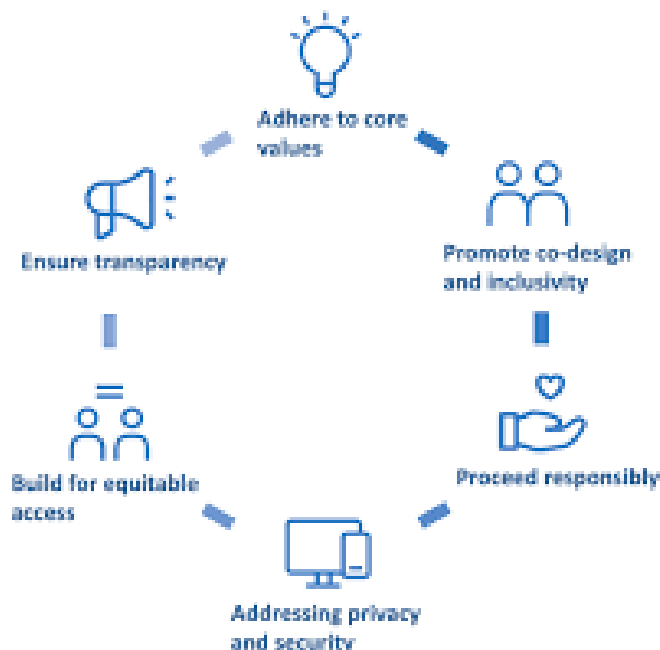 Adhere to core
values
Promote co-design
and inclusivity
Proceed responsibly
Addressing privacy
and security
Build for equitable
access
Ensure transparency